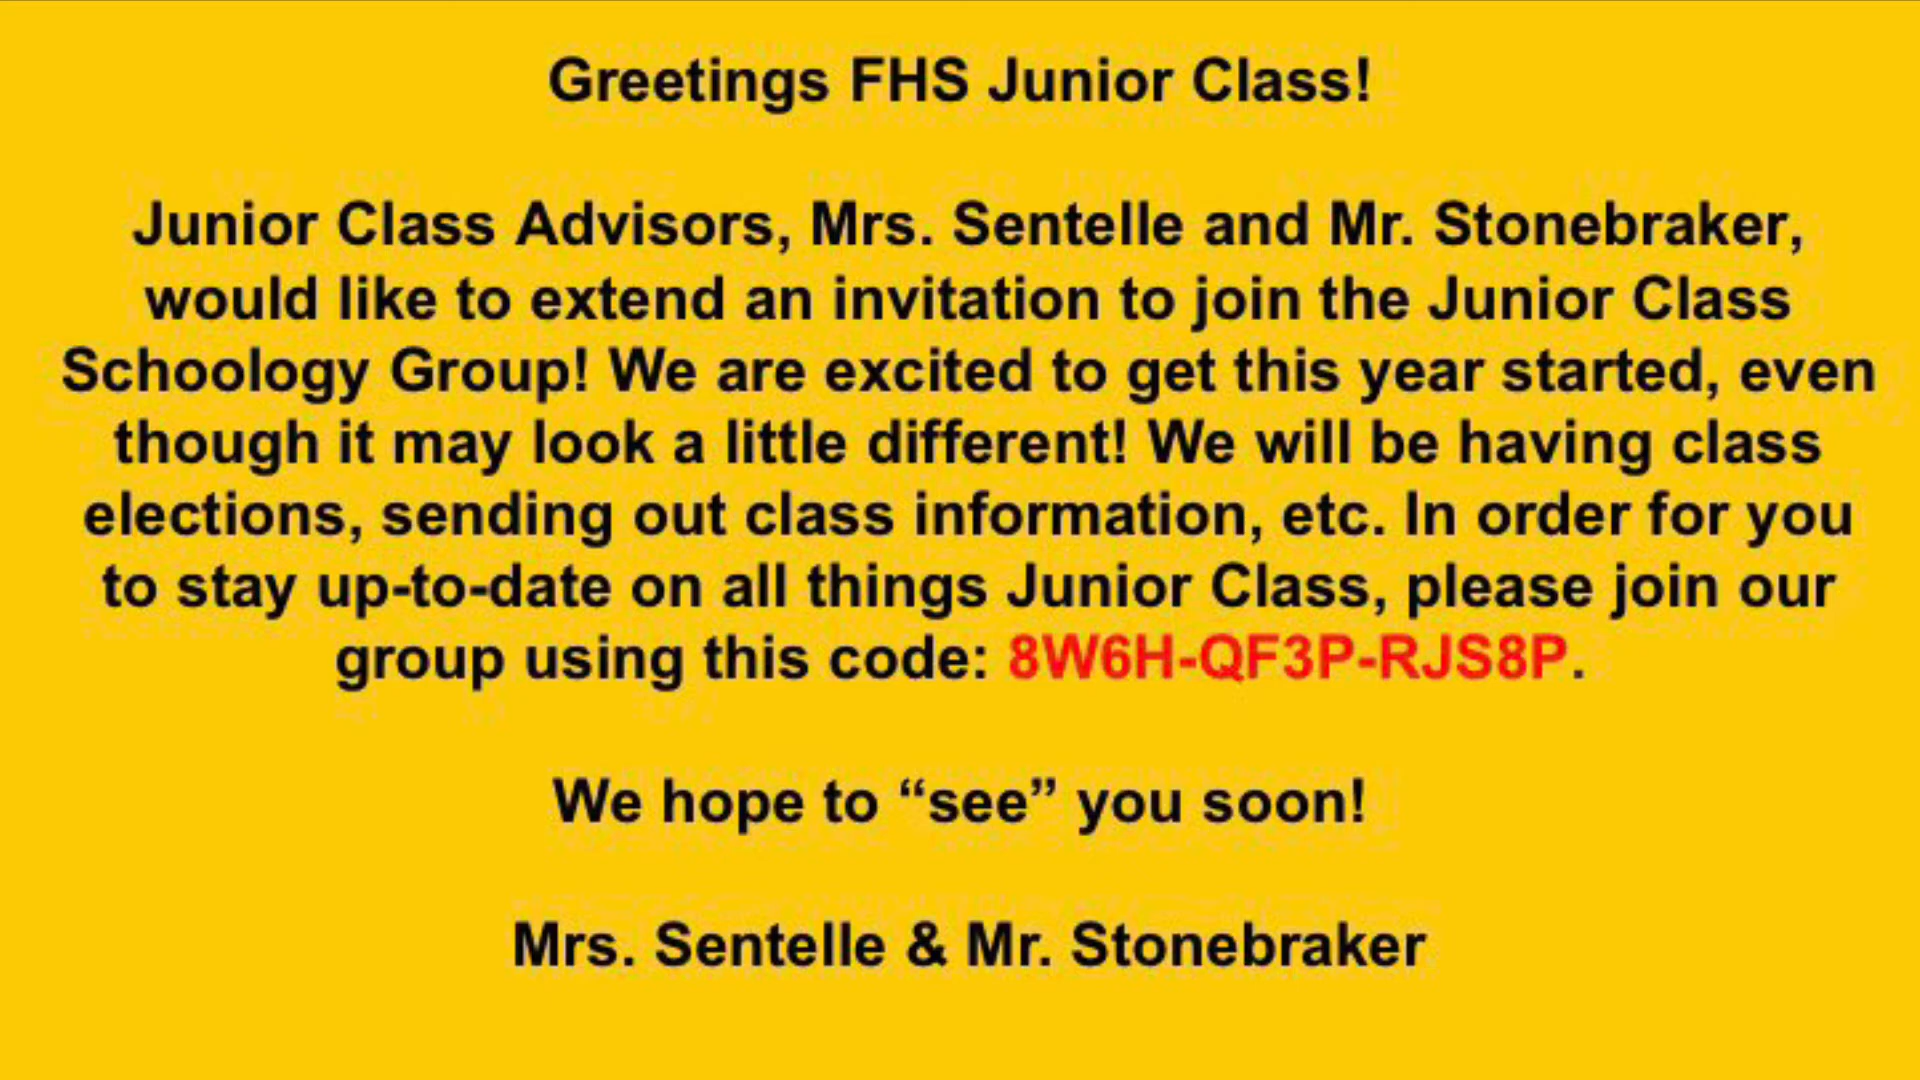 Greetings FHS Junior Class!
Junior Class Advisors, Mrs. Sentelle and Mr. Stonebraker,
would like to extend an invitation to join the Junior Class
Schoology Group! We are excited to get this year started, even
though it may look a little different! We will be having class
elections, sending out class information, etc. In order for you
to stay up-to-date on all things Junior Class, please join our
group using this code: 8W6H-QF3P-RJS8P.
We hope to “see” you soon!
Mrs. Sentelle & Mr. Stonebraker